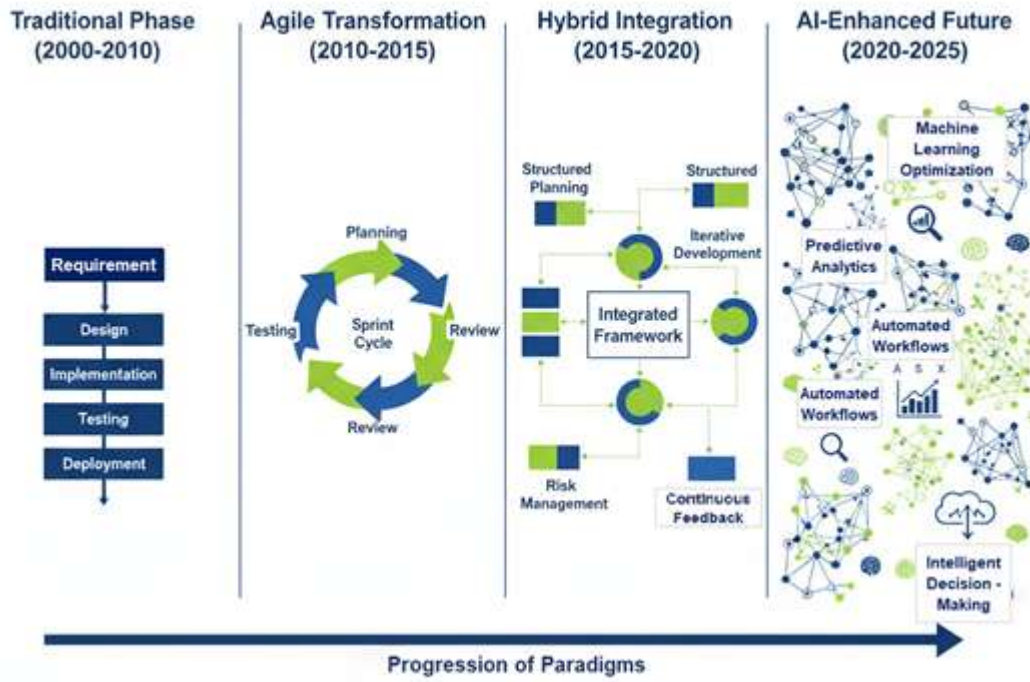 Traditional Phase
(2000-2010)
Requirement
Design
Implementation
Testing
Deployment
Agile Transformation
(2010-2015)
Planning
Testing
Sprint
Cycle
Review
Review
Hybrid Integration
(2015-2020)
Structured
Planning
Structured
Iterative
Development
Integrated
Framework
Risk
Management
Continuous
Feedback
AI-Enhanced Future
(2020-2025)
Machine
Learning
Optimization
Predictive
Analytics
Automated
Workflows
A S X
Automated
Workflows
Intelligent
Decision -
Making
Progression of Paradigms